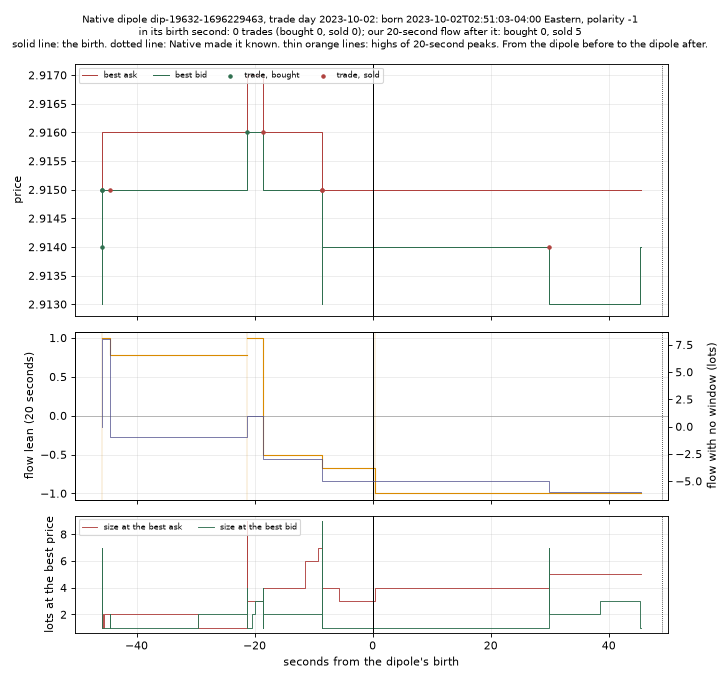 Native dipole dip-19632-1696229463, trade day 2023-10-02: born 2023-10-02T02:51:03-04:00 Eastern, polarity -1
in its birth second: 0 trades (bought 0, sold 0); our 20-second flow after it: bought 0, sold 5
solid line: the birth. dotted line: Native made it known. thin orange lines: highs of 20-second peaks. From the dipole before to the dipole after.
best ask best bid trade, bought trade, sold
2.9170
2.9165
2.9160
2.9155
2.9150
2.9145
2.9140
2.9135
2.9130
price
1.0
0.5
0.0
−0.5
−1.0
flow lean (20 seconds)
7.5
5.0
2.5
0.0
−2.5
−5.0
flow with no window (lots)
size at the best ask size at the best bid
8
6
4
2
lots at the best price
−40 −20 0 20 40
seconds from the dipole's birth